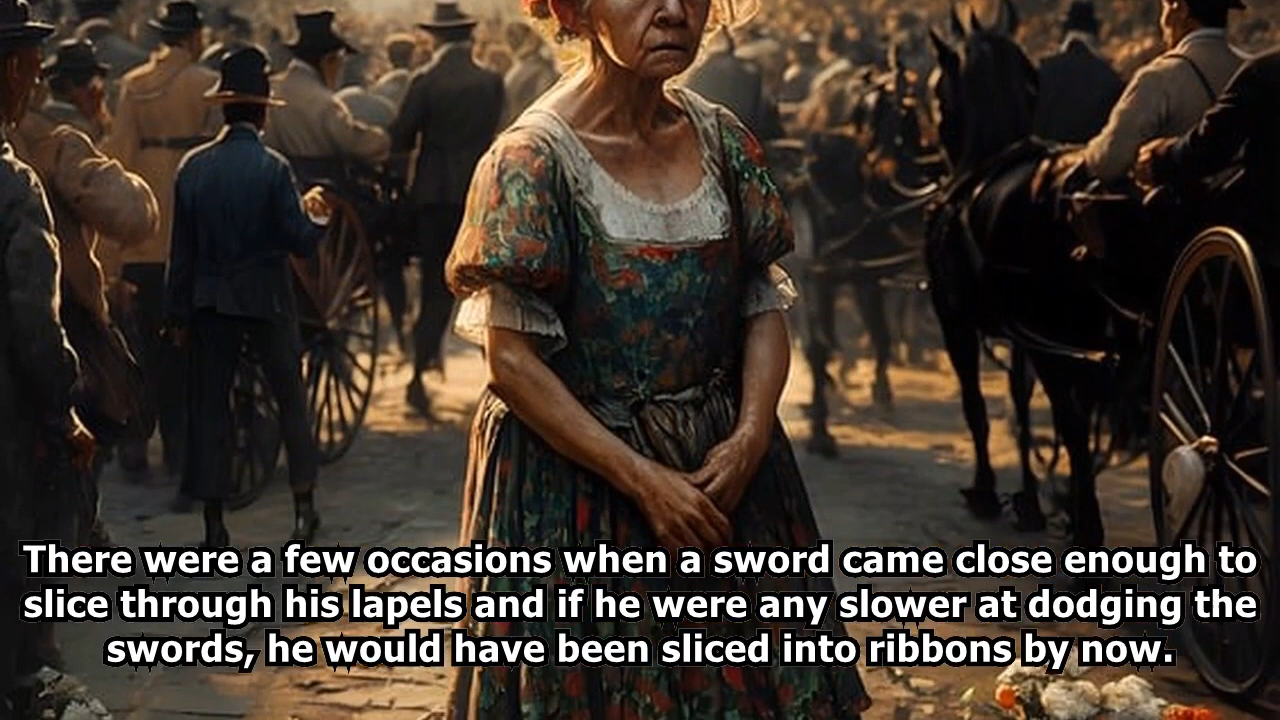 There were a few occasions when a sword came close enough to
slice through his lapels and if he were any slower at dodging the
swords, he would have been sliced into ribbons by now.